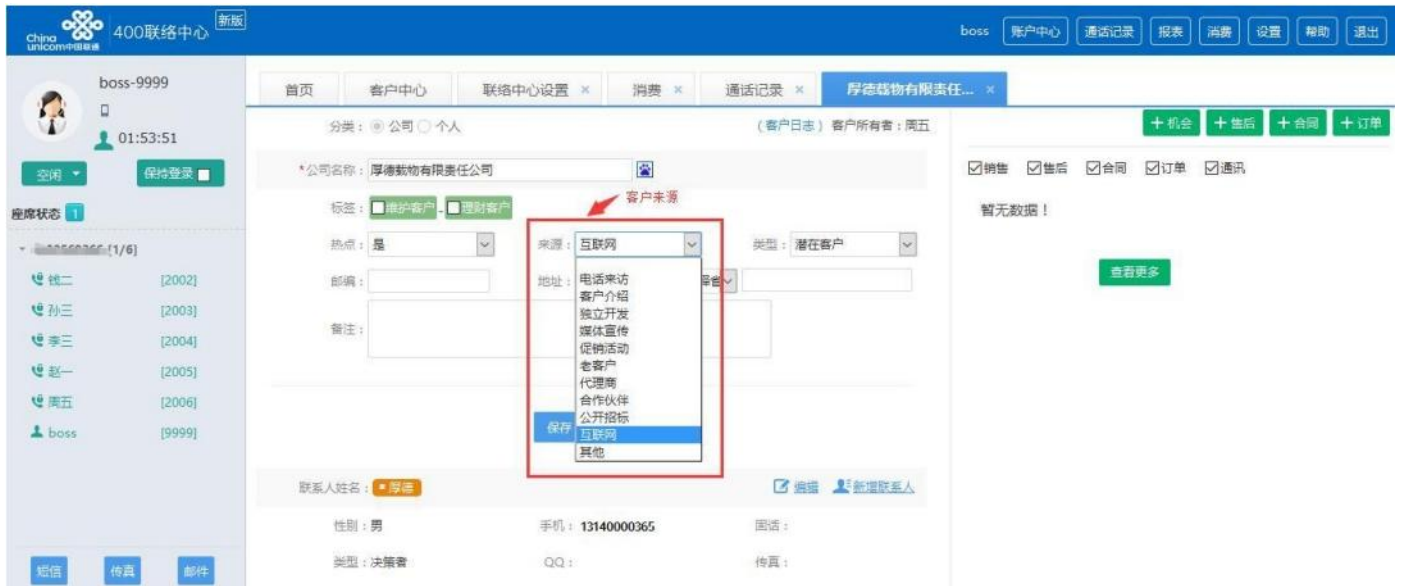 China
unicom中国联通 400联络中心 新版
boss 账户中心 通话记录 报表 消费 设置 帮助 退出
boss-9999
01:53:51
空闲 保持登录
座席状态 1
[1/6]
钱二 [2002]
孙三 [2003]
李三 [2004]
赵一 [2005]
周五 [2006]
boss [9999]
短信 传真 邮件
首页 客户中心 联络中心设置 × 消费 × 通话记录 × 厚德载物有限责任... ×
分类： 公司 个人 （客户日志） 客户所有者：周五
*公司名称：厚德载物有限责任公司
标签： 维护客户 - 理财客户
客户来源
热点：是 来源：互联网 类型：潜在客户
邮编： 地址：
备注：
电话来访
客户介绍
独立开发
媒体宣传
促销活动
老客户
代理商
合作伙伴
公开招标
互联网
其他
保存
联系人姓名： 厚德 编辑 新增联系人
性别：男 手机：13140000365 固话：
类型：决策者 QQ： 传真：
+机会 +售后 +合同 +订单
销售 售后 合同 订单 通讯
暂无数据！
查看更多